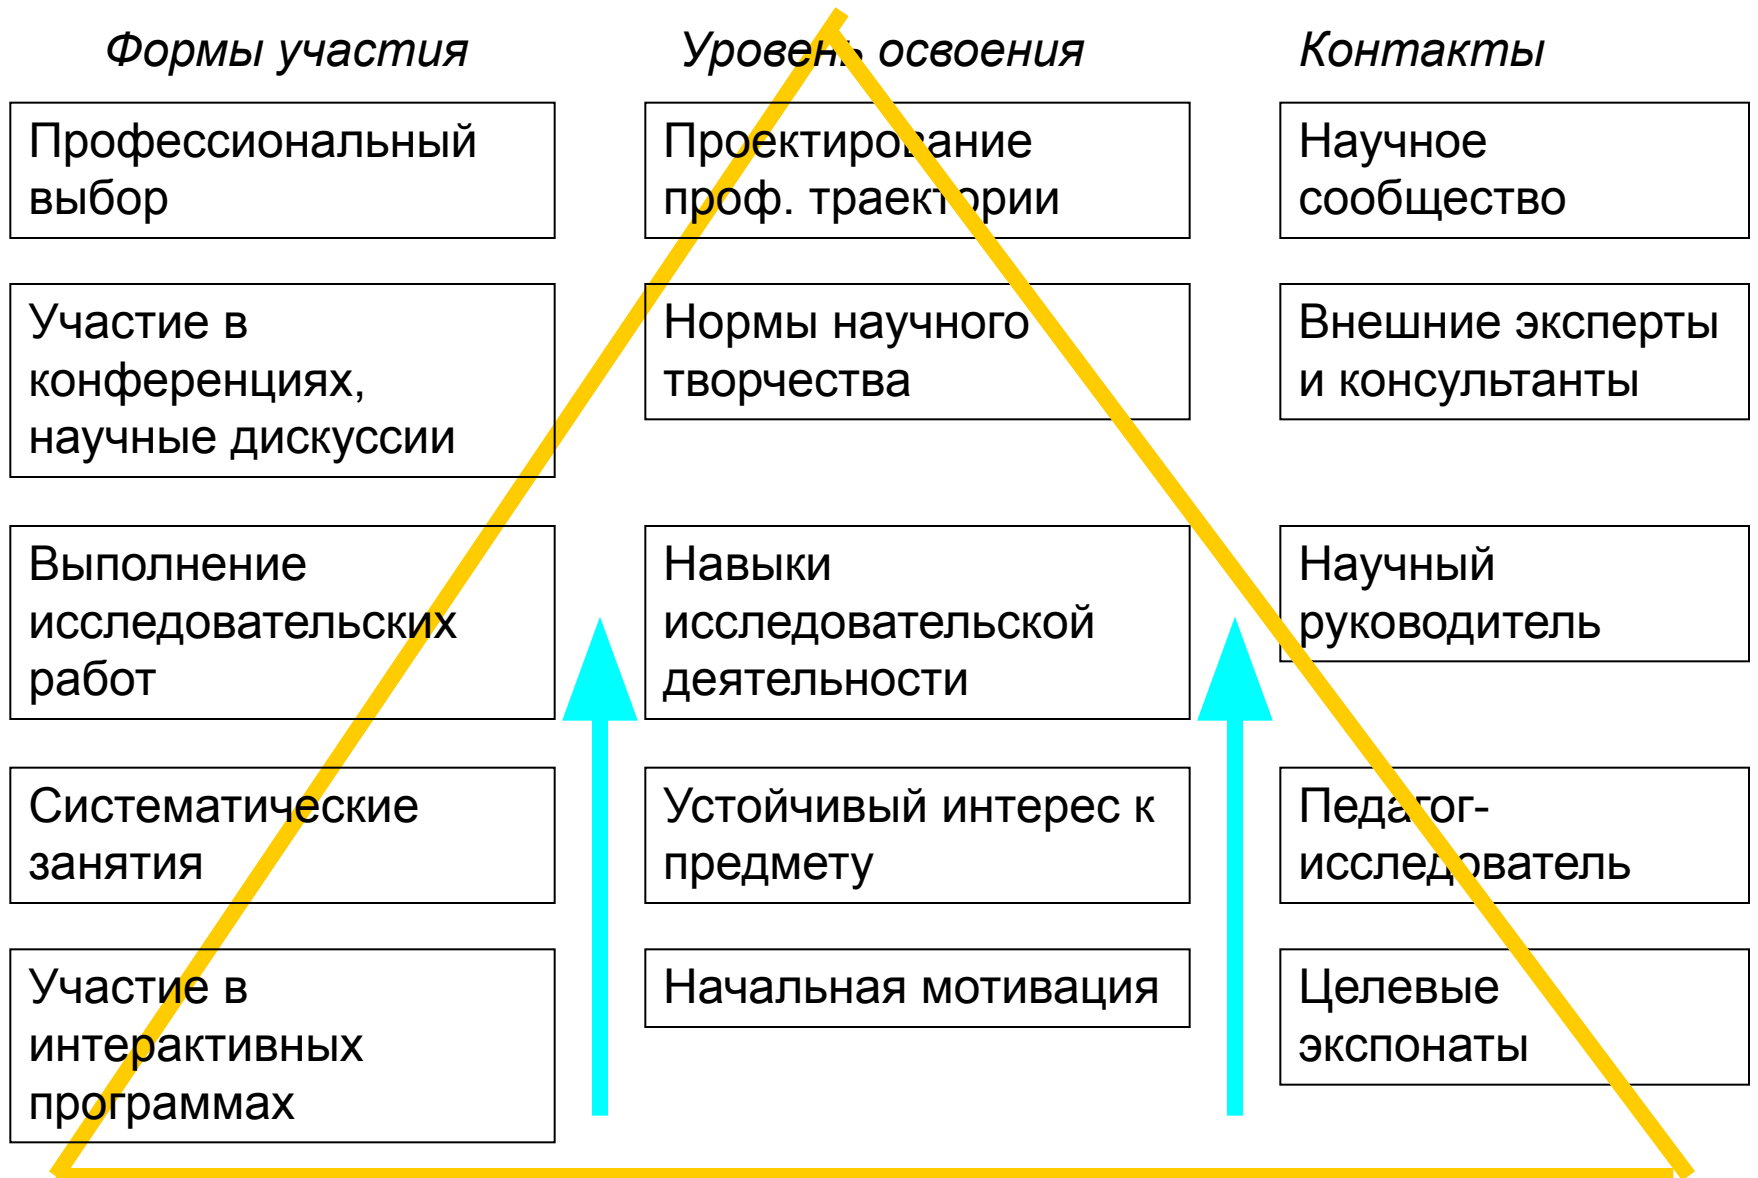 Формы участия
Уровень освоения
Контакты
Профессиональный
выбор
Проектирование
проф. траектории
Научное
сообщество
Участие в
конференциях,
научные дискуссии
Нормы научного
творчества
Внешние эксперты
и консультанты
Выполнение
исследовательских
работ
Навыки
исследовательской
деятельности
Научный
руководитель
Систематические
занятия
Устойчивый интерес к
предмету
Педагог-
исследователь
Участие в
интерактивных
программах
Начальная мотивация
Целевые
экспонаты